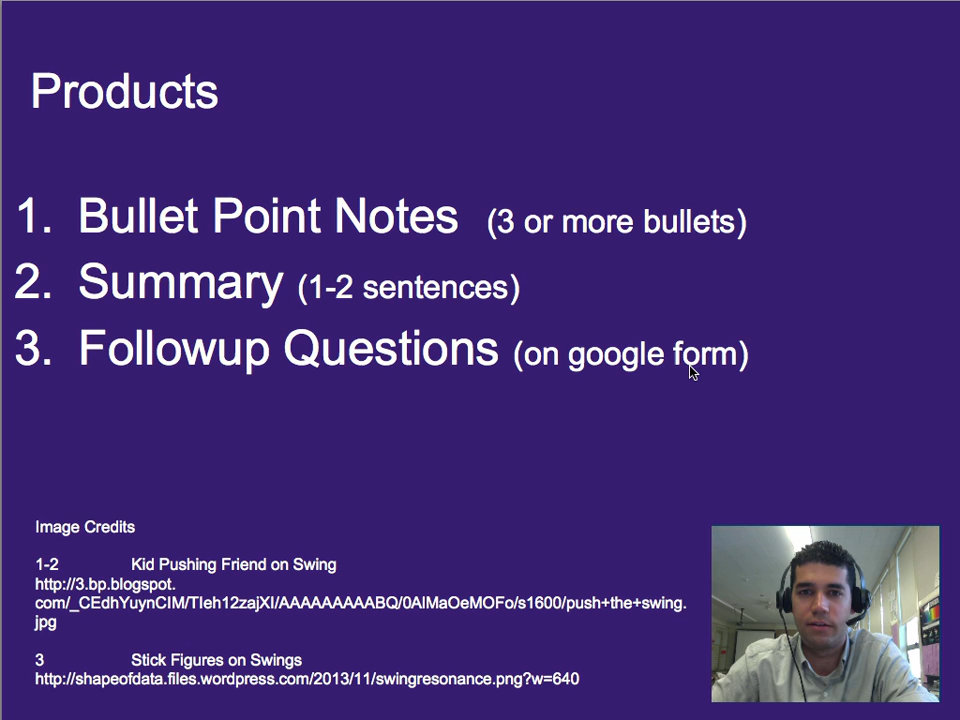 Products
1. Bullet Point Notes (3 or more bullets)
2. Summary (1-2 sentences)
3. Followup Questions (on google form)
Image Credits
1-2 Kid Pushing Friend on Swing
http://3.bp.blogspot.
com/_CEdhYuynCIM/TIeh12zajXI/AAAAAAAAABQ/0AlMaOeMOFo/s1600/push+the+swing.
jpg
3 Stick Figures on Swings
http://shapeofdata.files.wordpress.com/2013/11/swingresonance.png?w=640